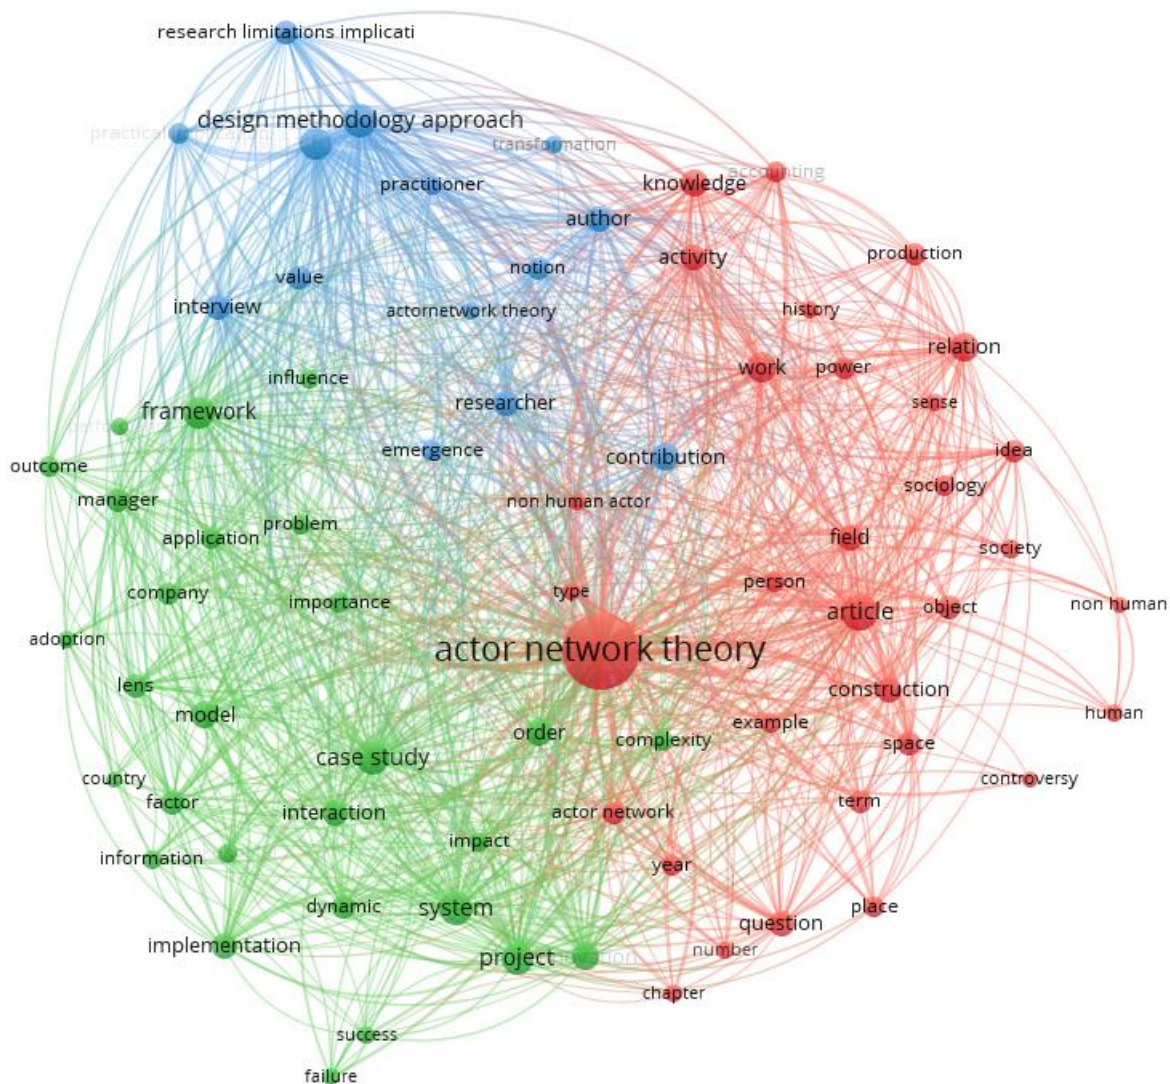 research limitations implicati
design methodology approach
transformation
practitioner
knowledge
accounting
author
activity
production
notion
value
interview
actornetwork theory
history
relation
influence
work
power
framework
researcher
sense
emergence
contribution
idea
outcome
manager
non human actor
sociology
application
problem
field
society
company
importance
type
person
article
object
non human
adoption
actor network theory
lens
construction
model
human
order
complexity
example
space
case study
country
controversy
factor
interaction
actor network
term
information
impact
year
dynamic
system
place
question
implementation
project
number
chapter
success
failure